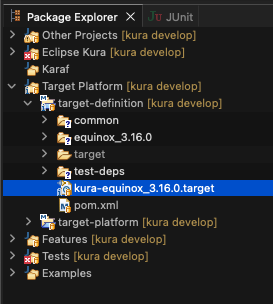 Package Explorer
JUnit
Other Projects [kura develop]
Eclipse Kura [kura develop]
Karaf
Target Platform [kura develop]
target-definition [kura develop]
common
equinox_3.16.0
target
test-deps
kura-equinox_3.16.0.target
pom.xml
target-platform [kura develop]
Features [kura develop]
Tests [kura develop]
Examples